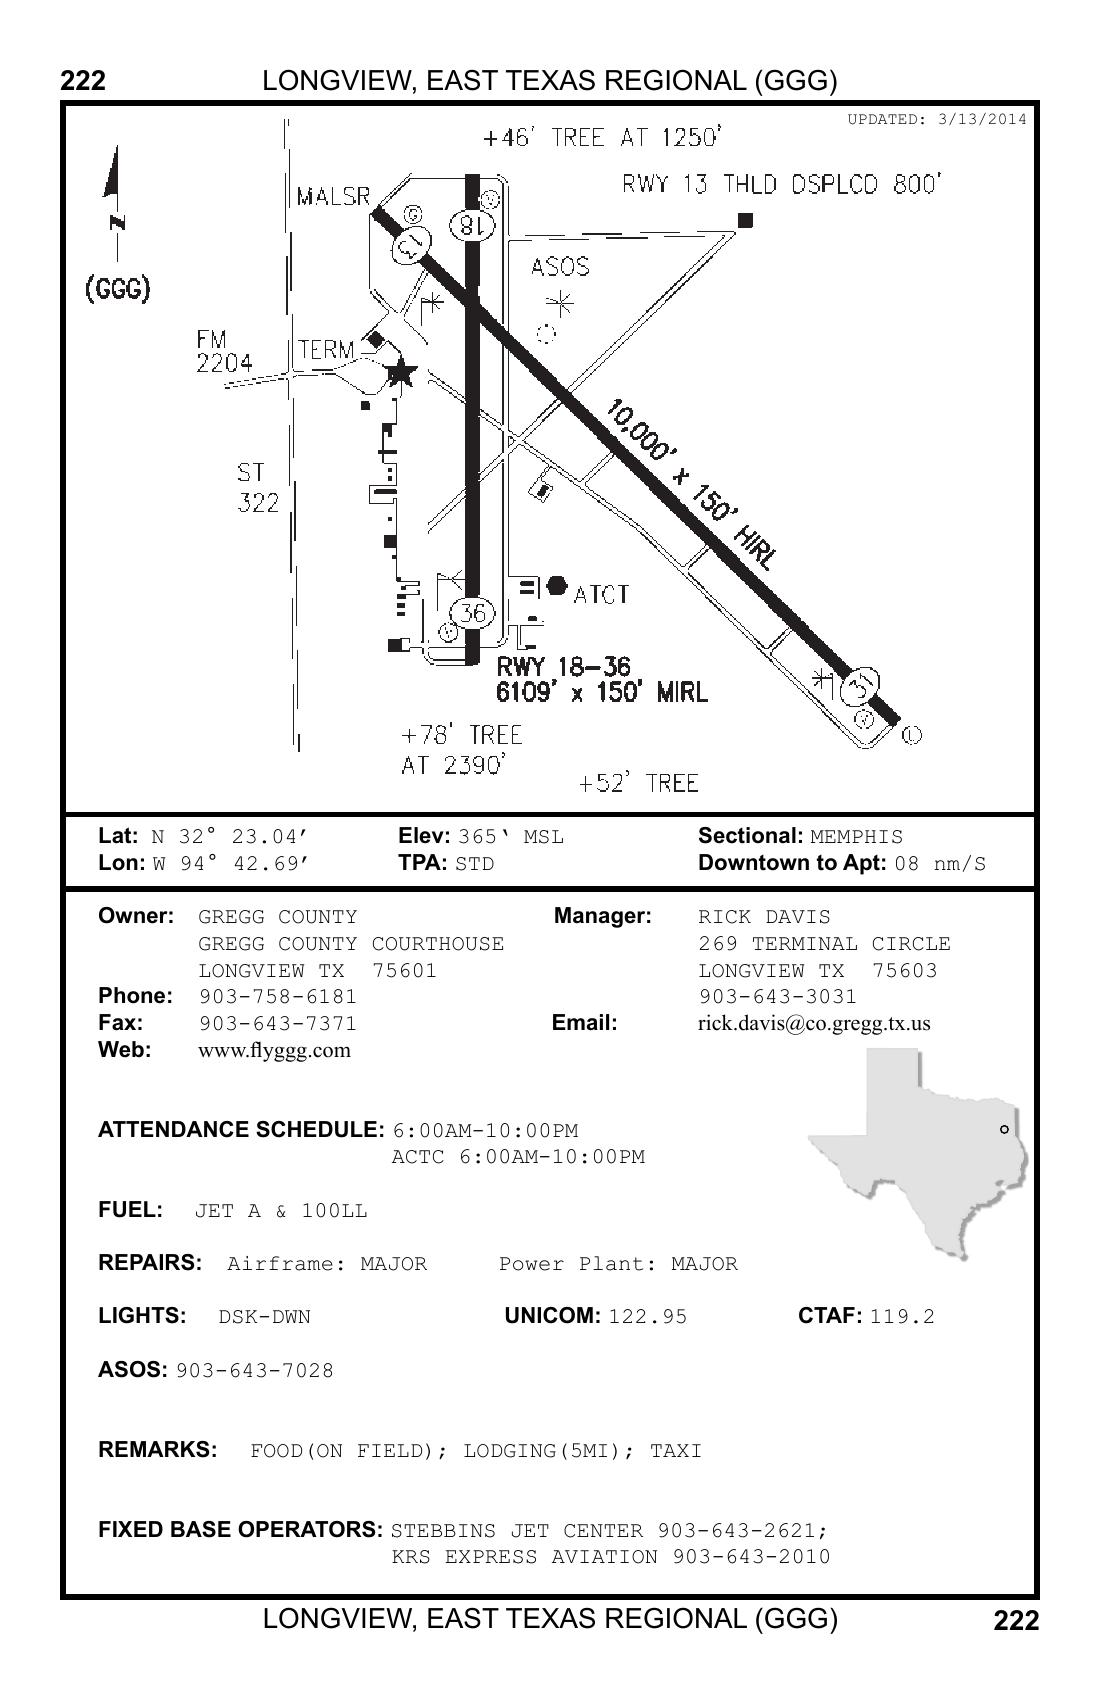 222 LONGVIEW, EAST TEXAS REGIONAL (GGG)
UPDATED: 3/13/2014
+46' TREE AT 1250'
RWY 13 THLD DSPLCD 800'
MALSR
G
V
18
13
N
(GGG)
ASOS
FM
2204
TERM
10,000' x 150' HIRL
ST
322
ATCT
36
V
RWY 18-36
6109' x 150' MIRL
31
V
L
+78' TREE
AT 2390'
+52' TREE
Lat: N 32° 23.04’ Elev: 365‘ MSL Sectional: MEMPHIS
Lon: W 94° 42.69’ TPA: STD Downtown to Apt: 08 nm/S
Owner: GREGG COUNTY Manager: RICK DAVIS
GREGG COUNTY COURTHOUSE 269 TERMINAL CIRCLE
LONGVIEW TX 75601 LONGVIEW TX 75603
Phone: 903-758-6181 903-643-3031
Fax: 903-643-7371 Email: rick.davis@co.gregg.tx.us
Web: www.flyggg.com
ATTENDANCE SCHEDULE: 6:00AM-10:00PM
ACTC 6:00AM-10:00PM
FUEL: JET A & 100LL
REPAIRS: Airframe: MAJOR Power Plant: MAJOR
LIGHTS: DSK-DWN UNICOM: 122.95 CTAF: 119.2
ASOS: 903-643-7028
REMARKS: FOOD(ON FIELD); LODGING(5MI); TAXI
FIXED BASE OPERATORS: STEBBINS JET CENTER 903-643-2621;
KRS EXPRESS AVIATION 903-643-2010
LONGVIEW, EAST TEXAS REGIONAL (GGG) 222